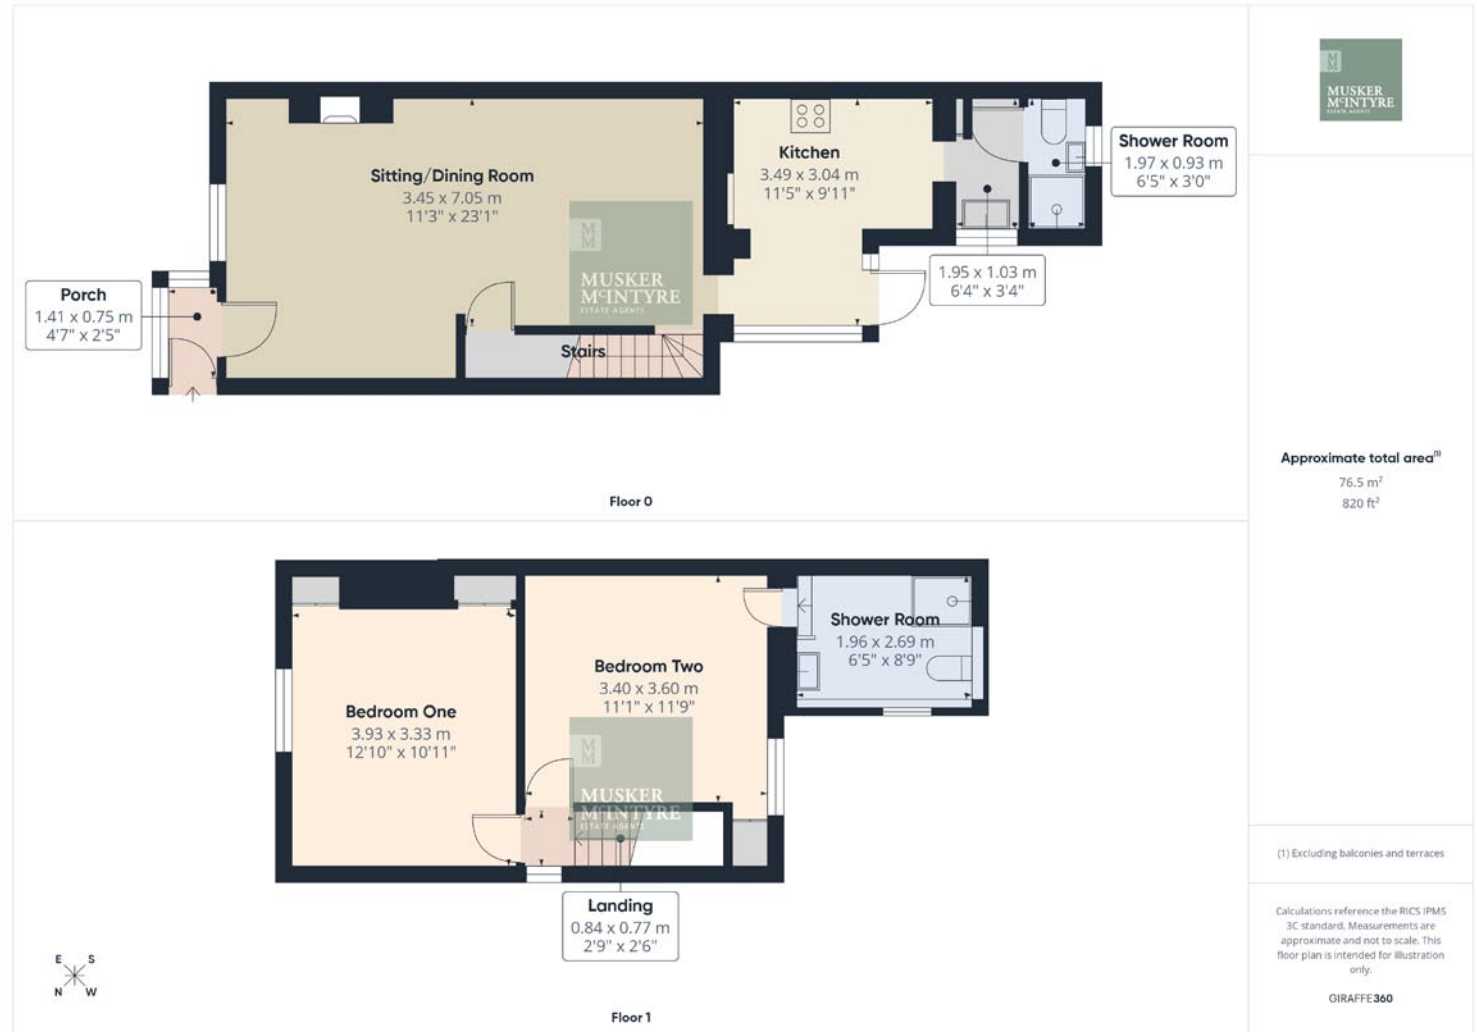 MUSKER
McINTYRE
ESTATE AGENTS
Sitting/Dining Room
3.45 x 7.05 m
11'3" x 23'1"
Kitchen
3.49 x 3.04 m
11'5" x 9'11"
Shower Room
1.97 x 0.93 m
6'5" x 3'0"
1.95 x 1.03 m
6'4" x 3'4"
Porch
1.41 x 0.75 m
4'7" x 2'5"
Stairs
MM
MUSKER
McINTYRE
ESTATE AGENTS
Floor 0
Approximate total area(1)
76.5 m²
820 ft²
Shower Room
1.96 x 2.69 m
6'5" x 8'9"
Bedroom Two
3.40 x 3.60 m
11'1" x 11'9"
Bedroom One
3.93 x 3.33 m
12'10" x 10'11"
MM
MUSKER
McINTYRE
ESTATE AGENTS
Landing
0.84 x 0.77 m
2'9" x 2'6"
E S
N W
Floor 1
(1) Excluding balconies and terraces
Calculations reference the RICS IPMS
3C standard. Measurements are
approximate and not to scale. This
floor plan is intended for illustration
only.
GIRAFFE360